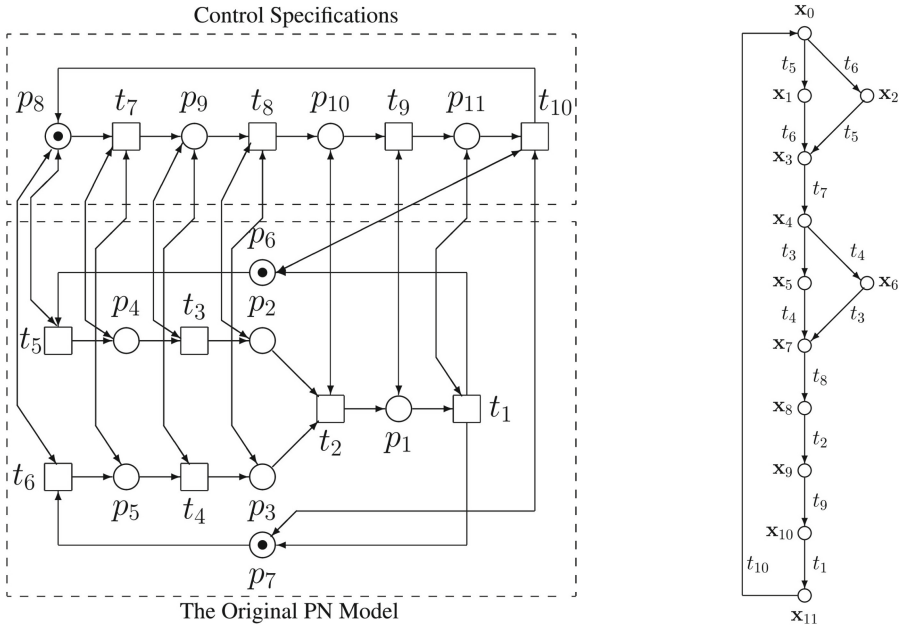 Control Specifications
p8 t7 p9 t8 p10 t9 p11 t10
p6
p4 t3 p2
t5
t2 p1 t1
t6
p5 t4 p3
p7
The Original PN Model
x0
t5 t6
x1 x2
t6 t5
x3
t7
x4
t3 t4
x5 x6
t4 t3
x7
t8
x8
t2
x9
t9
x10
t10 t1
x11